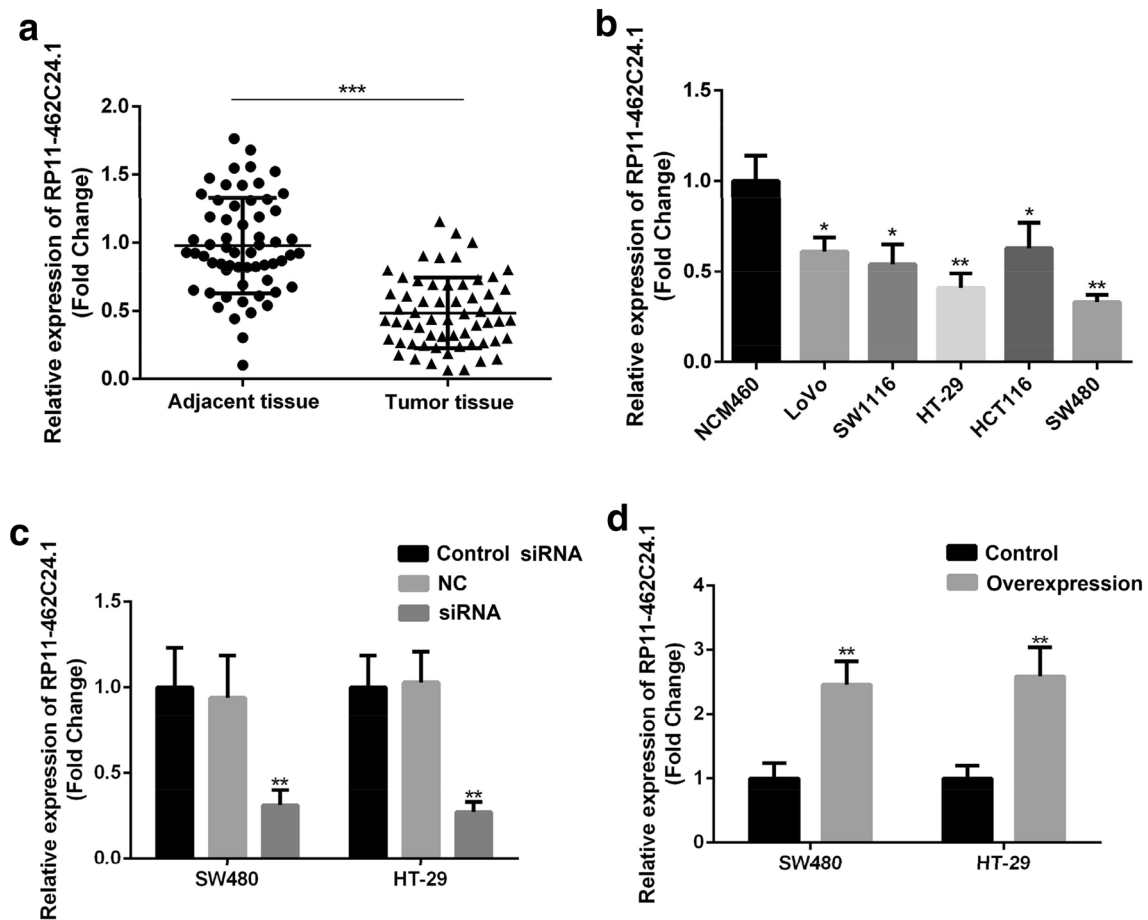 a
Relative expression of RP11-462C24.1
(Fold Change)
2.0
1.5
1.0
0.5
0.0
***
Adjacent tissue
Tumor tissue
b
Relative expression of RP11-462C24.1
(Fold Change)
1.5
1.0
0.5
0.0
*
*
**
*
**
NCM460
LoVo
SW1116
HT-29
HCT116
SW480
c
Relative expression of RP11-462C24.1
(Fold Change)
Control siRNA
NC
siRNA
1.5
1.0
0.5
0.0
**
**
SW480
HT-29
d
Relative expression of RP11-462C24.1
(Fold Change)
Control
Overexpression
4
3
2
1
0
**
**
SW480
HT-29